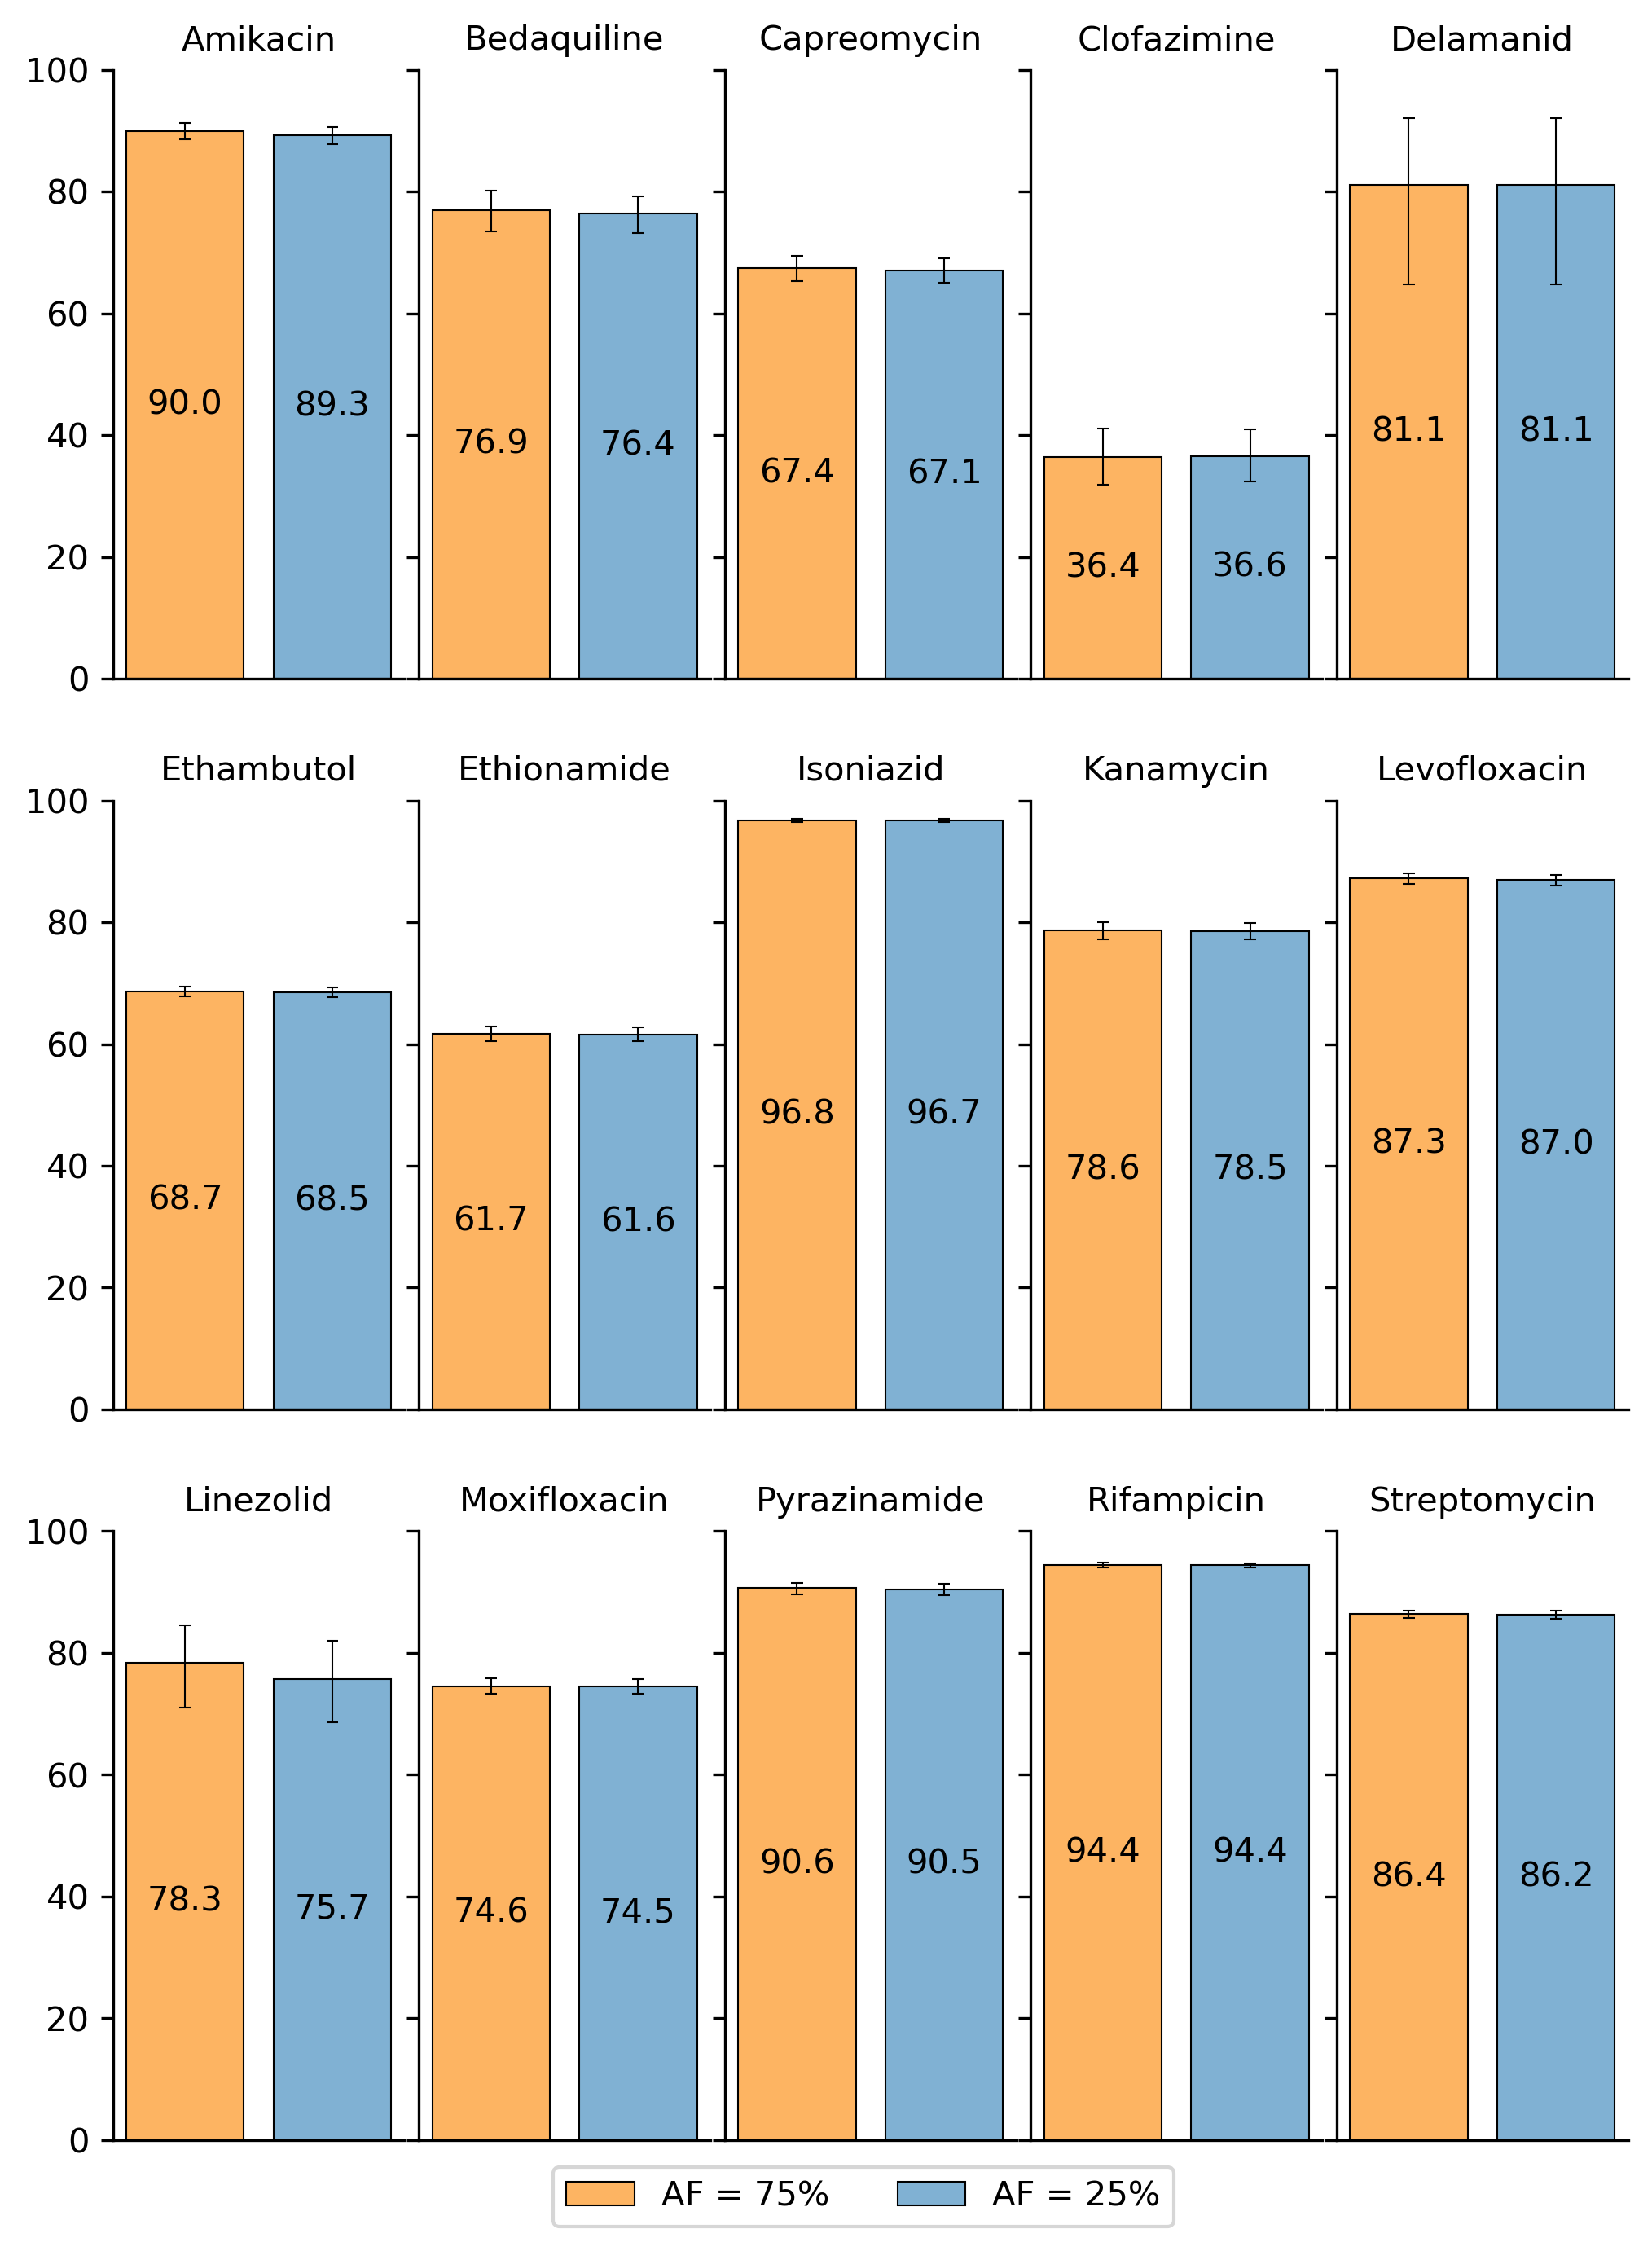 Amikacin Bedaquiline Capreomycin Clofazimine Delamanid
100
80
60
40
20
0
90.0 89.3 76.9 76.4 67.4 67.1 36.4 36.6 81.1 81.1
Ethambutol Ethionamide Isoniazid Kanamycin Levofloxacin
100
80
60
40
20
0
68.7 68.5 61.7 61.6 96.8 96.7 78.6 78.5 87.3 87.0
Linezolid Moxifloxacin Pyrazinamide Rifampicin Streptomycin
100
80
60
40
20
0
78.3 75.7 74.6 74.5 90.6 90.5 94.4 94.4 86.4 86.2
AF = 75% AF = 25%